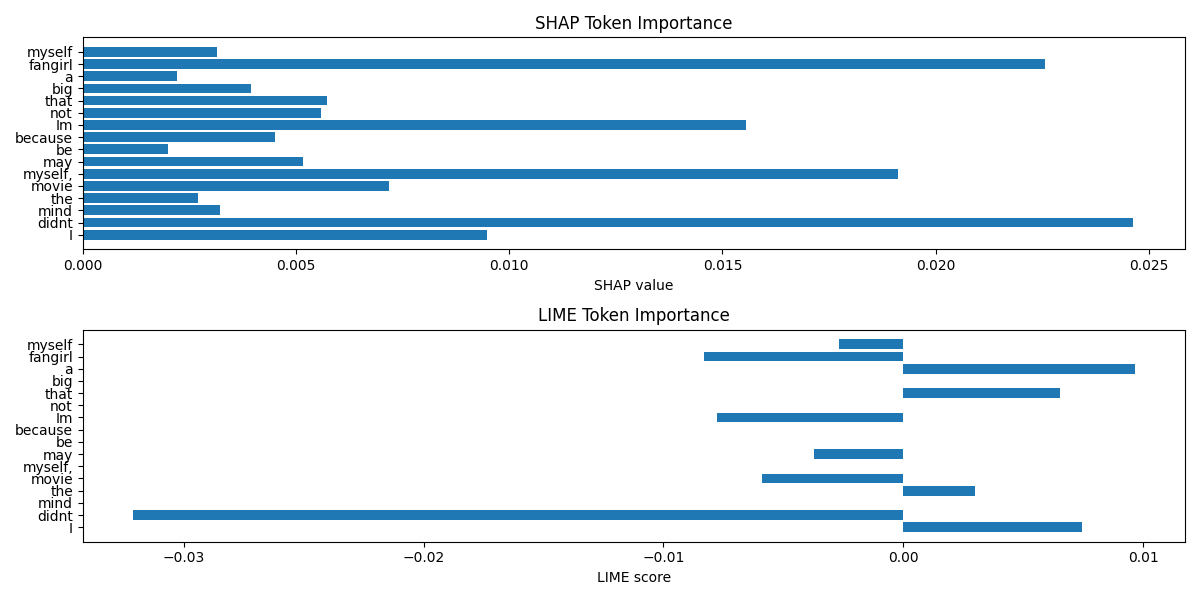 SHAP Token Importance
myself
fangirl
a
big
that
not
Im
because
be
may
myself,
movie
the
mind
didnt
I
0.000 0.005 0.010 0.015 0.020 0.025
SHAP value
LIME Token Importance
myself
fangirl
a
big
that
not
Im
because
be
may
myself,
movie
the
mind
didnt
I
−0.03 −0.02 −0.01 0.00 0.01
LIME score